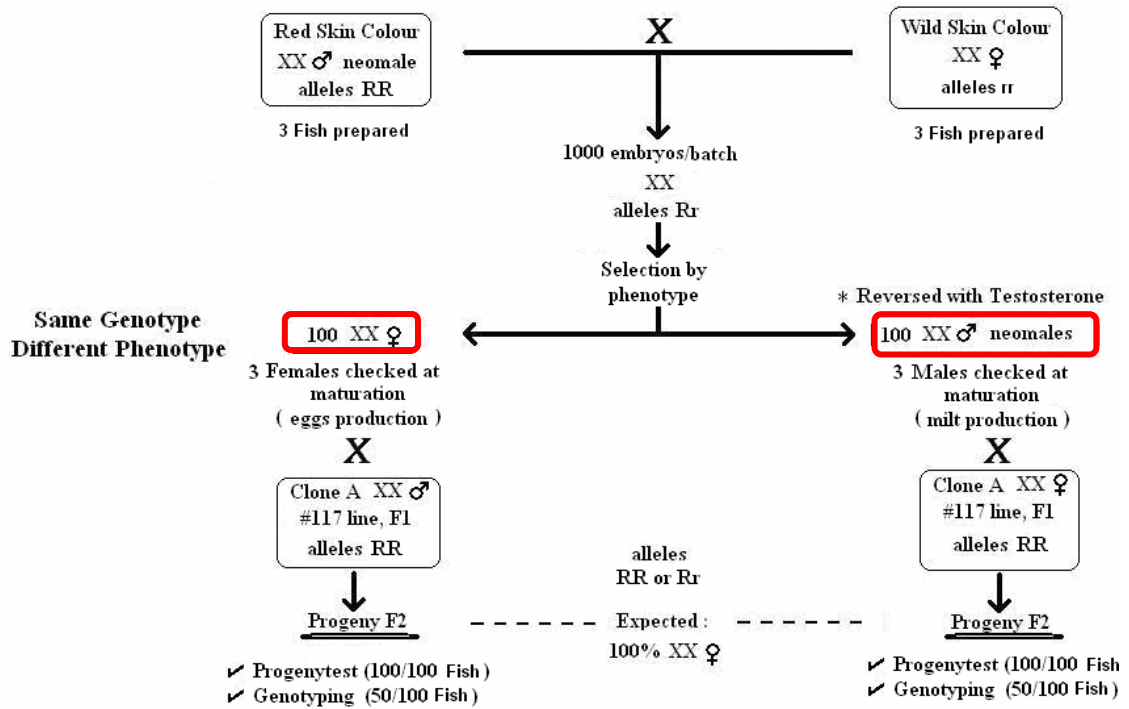 Red Skin Colour
XX ♂ neomale
alleles RR
3 Fish prepared
X
Wild Skin Colour
XX ♀
alleles rr
3 Fish prepared
1000 embryos/batch
XX
alleles Rr
Selection by
phenotype
Same Genotype
Different Phenotype
100 XX ♀
3 Females checked at
maturation
( eggs production )
X
Clone A XX ♂
#117 line, F1
alleles RR
Progeny F2
✔ Progenytest (100/100 Fish )
✔ Genotyping (50/100 Fish )
alleles
RR or Rr
Expected :
100% XX ♀
* Reversed with Testosterone
100 XX ♂ neomales
3 Males checked at
maturation
( milt production )
X
Clone A XX ♀
#117 line, F1
alleles RR
Progeny F2
✔ Progenytest (100/100 Fish
✔ Genotyping (50/100 Fish )